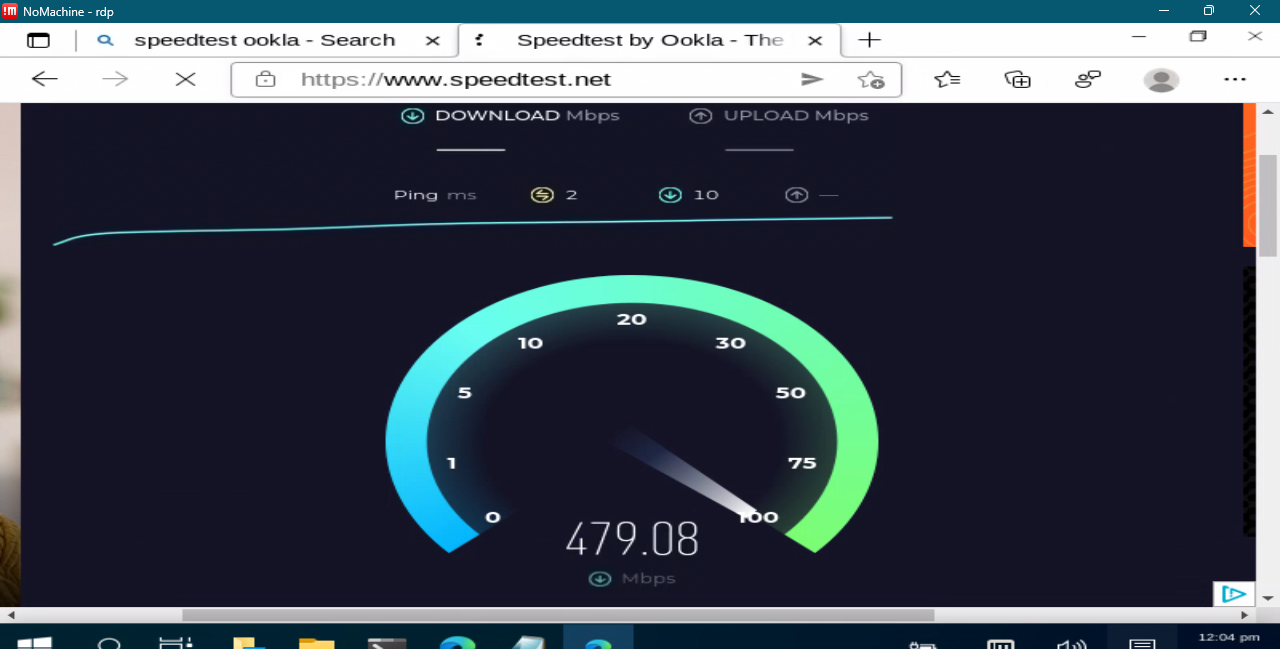 !m NoMachine - rdp
speedtest ookla - Search
Speedtest by Ookla - The
https://www.speedtest.net
DOWNLOAD Mbps
UPLOAD Mbps
Ping ms 2 10 —
0
1
5
10
20
30
50
75
100
479.08
Mbps
12:04 pm